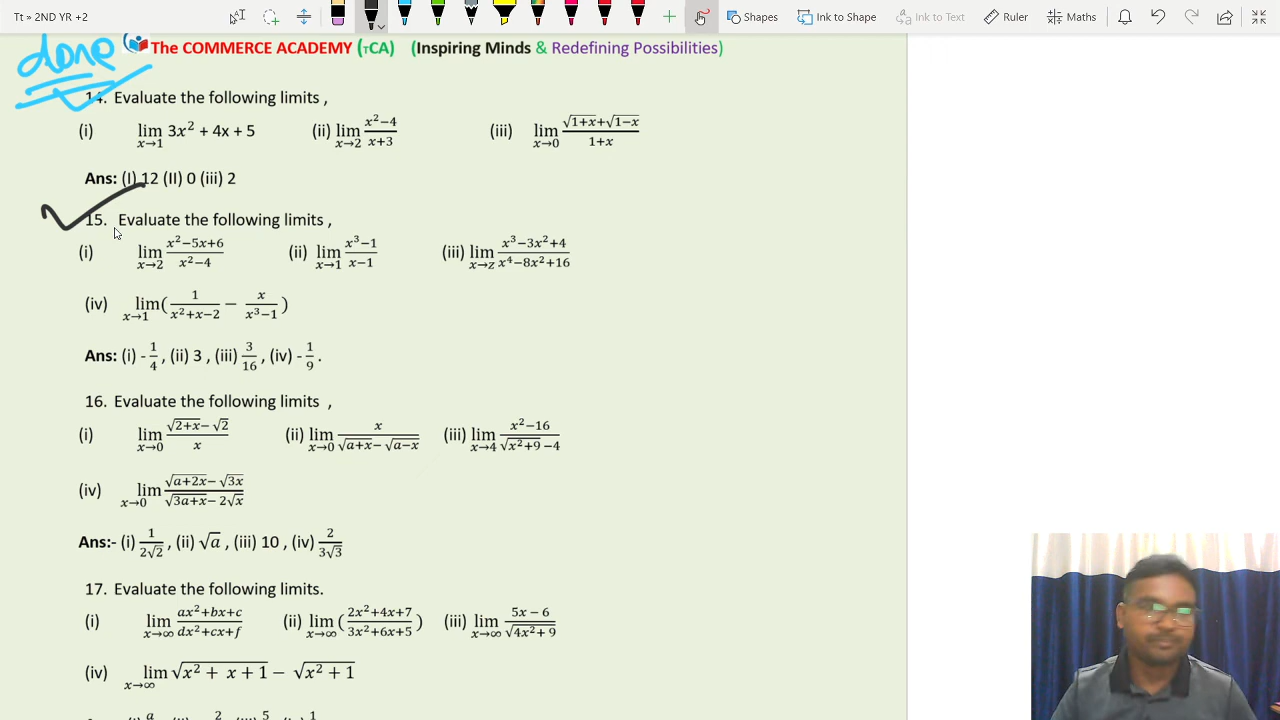 Tt » 2ND YR +2
Shapes Ink to Shape Ink to Text Ruler Maths
done
The COMMERCE ACADEMY (TCA) (Inspiring Minds & Redefining Possibilities)
14. Evaluate the following limits ,
(i) lim x→1 3x² + 4x + 5 (ii) lim x→2 (x²−4)/(x+3) (iii) lim x→0 (√(1+x)+√(1−x))/(1+x)
Ans: (I) 12 (II) 0 (iii) 2
15. Evaluate the following limits ,
(i) lim x→2 (x²−5x+6)/(x²−4) (ii) lim x→1 (x³−1)/(x−1) (iii) lim x→z (x³−3x²+4)/(x⁴−8x²+16)
(iv) lim x→1 (1/(x²+x−2) − x/(x³−1))
Ans: (i) -1/4 , (ii) 3 , (iii) 3/16 , (iv) -1/9 .
16. Evaluate the following limits ,
(i) lim x→0 (√(2+x)− √2)/x (ii) lim x→0 x/(√(a+x)− √(a−x)) (iii) lim x→4 (x²−16)/(√(x²+9) −4)
(iv) lim x→0 (√(a+2x)− √(3x))/(√(3a+x)− 2√x)
Ans:- (i) 1/(2√2) , (ii) √a , (iii) 10 , (iv) 2/(3√3)
17. Evaluate the following limits.
(i) lim x→∞ (ax²+bx+c)/(dx²+cx+f) (ii) lim x→∞ ((2x²+4x+7)/(3x²+6x+5)) (iii) lim x→∞ (5x − 6)/√(4x²+ 9)
(iv) lim x→∞ √(x² + x + 1) − √(x² + 1)